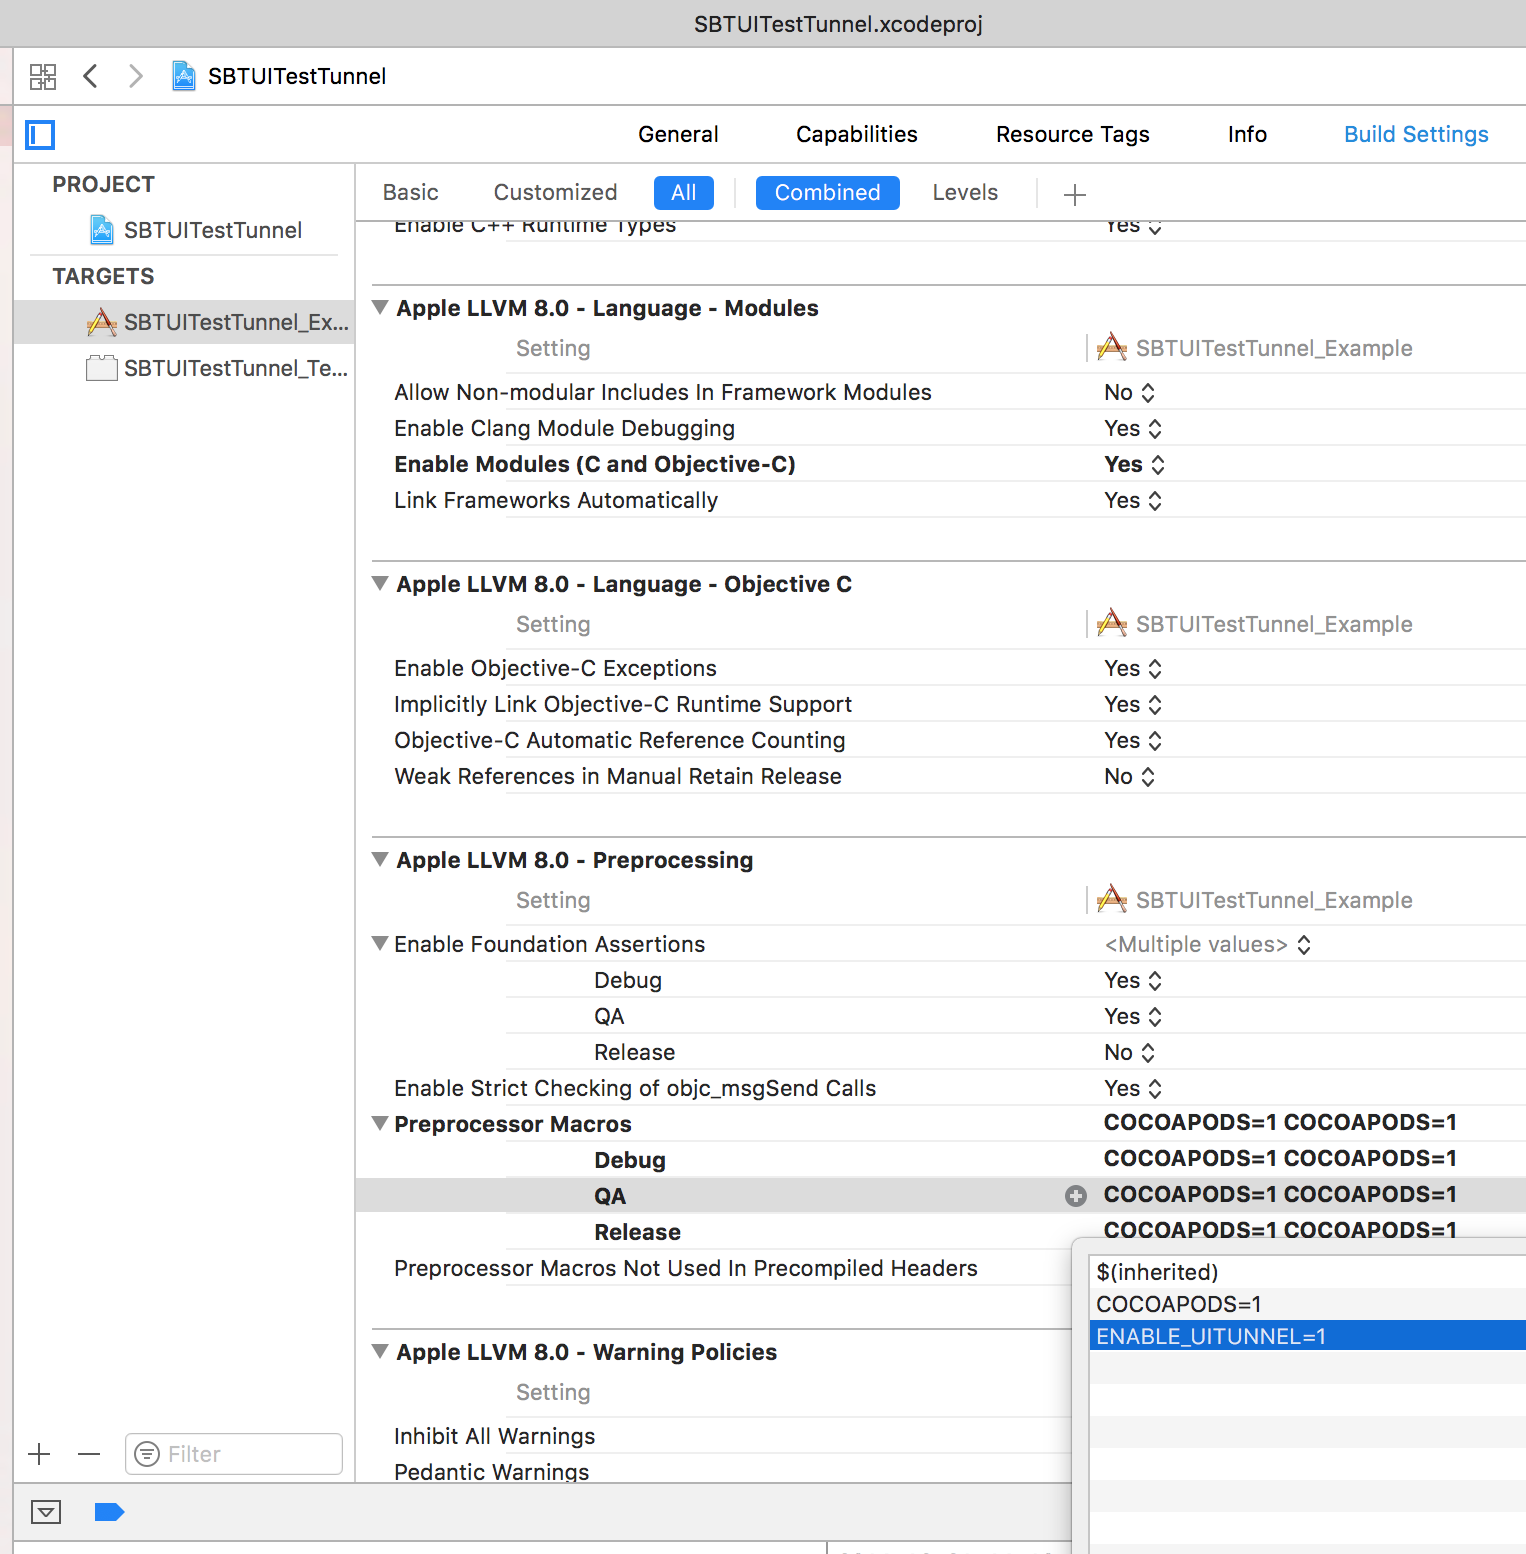 SBTUITestTunnel.xcodeproj
SBTUITestTunnel
General Capabilities Resource Tags Info Build Settings
PROJECT
SBTUITestTunnel
TARGETS
SBTUITestTunnel_Ex...
SBTUITestTunnel_Te...
Filter
Basic Customized All Combined Levels
Enable C++ Runtime Types Yes
Apple LLVM 8.0 - Language - Modules
Setting SBTUITestTunnel_Example
Allow Non-modular Includes In Framework Modules No
Enable Clang Module Debugging Yes
Enable Modules (C and Objective-C) Yes
Link Frameworks Automatically Yes
Apple LLVM 8.0 - Language - Objective C
Setting SBTUITestTunnel_Example
Enable Objective-C Exceptions Yes
Implicitly Link Objective-C Runtime Support Yes
Objective-C Automatic Reference Counting Yes
Weak References in Manual Retain Release No
Apple LLVM 8.0 - Preprocessing
Setting SBTUITestTunnel_Example
Enable Foundation Assertions <Multiple values>
Debug Yes
QA Yes
Release No
Enable Strict Checking of objc_msgSend Calls Yes
Preprocessor Macros COCOAPODS=1 COCOAPODS=1
Debug COCOAPODS=1 COCOAPODS=1
QA COCOAPODS=1 COCOAPODS=1
Release COCOAPODS=1 COCOAPODS=1
Preprocessor Macros Not Used In Precompiled Headers
$(inherited)
COCOAPODS=1
ENABLE_UITUNNEL=1
Apple LLVM 8.0 - Warning Policies
Setting
Inhibit All Warnings
Pedantic Warnings